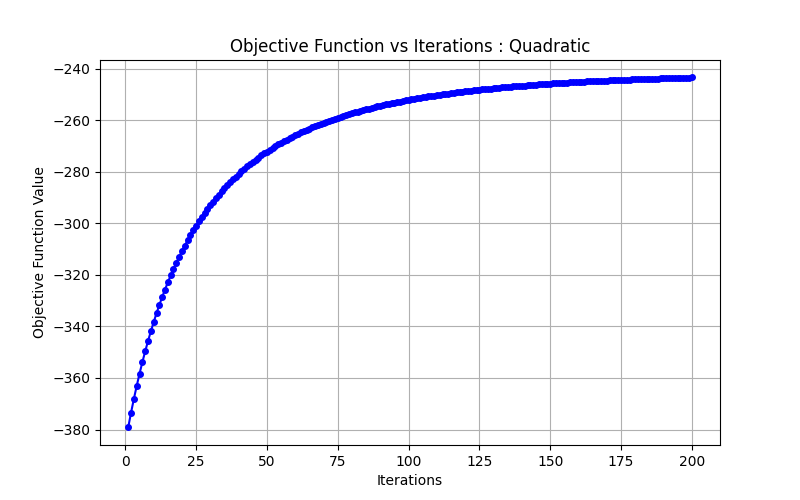 Objective Function vs Iterations : Quadratic
Objective Function Value
−240
−260
−280
−300
−320
−340
−360
−380
0 25 50 75 100 125 150 175 200
Iterations